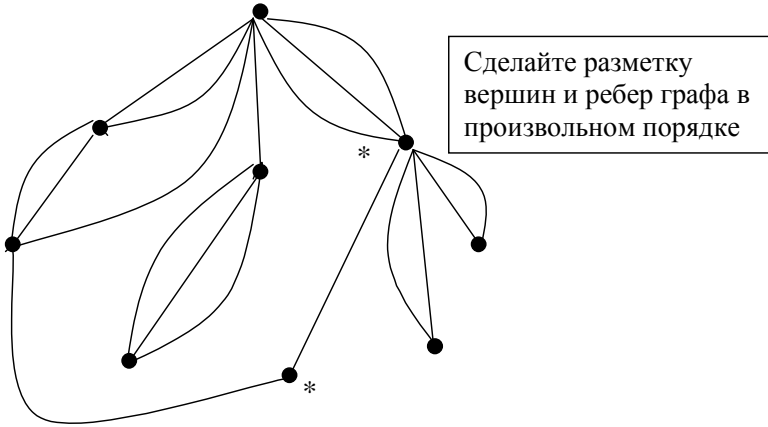 Сделайте разметку
вершин и ребер графа в
произвольном порядке
*
*